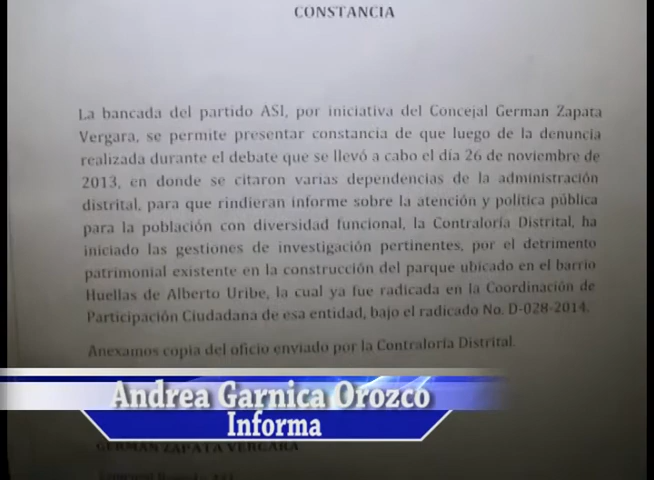 CONSTANCIA
La bancada del partido ASI, por iniciativa del Concejal German Zapata
Vergara, se permite presentar constancia de que luego de la denuncia
realizada durante el debate que se llevó a cabo el día 26 de noviembre de
2013, en donde se citaron varias dependencias de la administración
distrital, para que rindieran informe sobre la atención y política pública
para la población con diversidad funcional, la Contraloría Distrital, ha
iniciado las gestiones de investigación pertinentes, por el detrimento
patrimonial existente en la construcción del parque ubicado en el barrio
Huellas de Alberto Uribe, la cual ya fue radicada en la Coordinación de
Participación Ciudadana de esa entidad, bajo el radicado No. D-028-2014.
Anexamos copia del oficio enviado por la Contraloría Distrital.
Andrea Garnica Orozco
Informa
GERMAN ZAPATA VERGARA